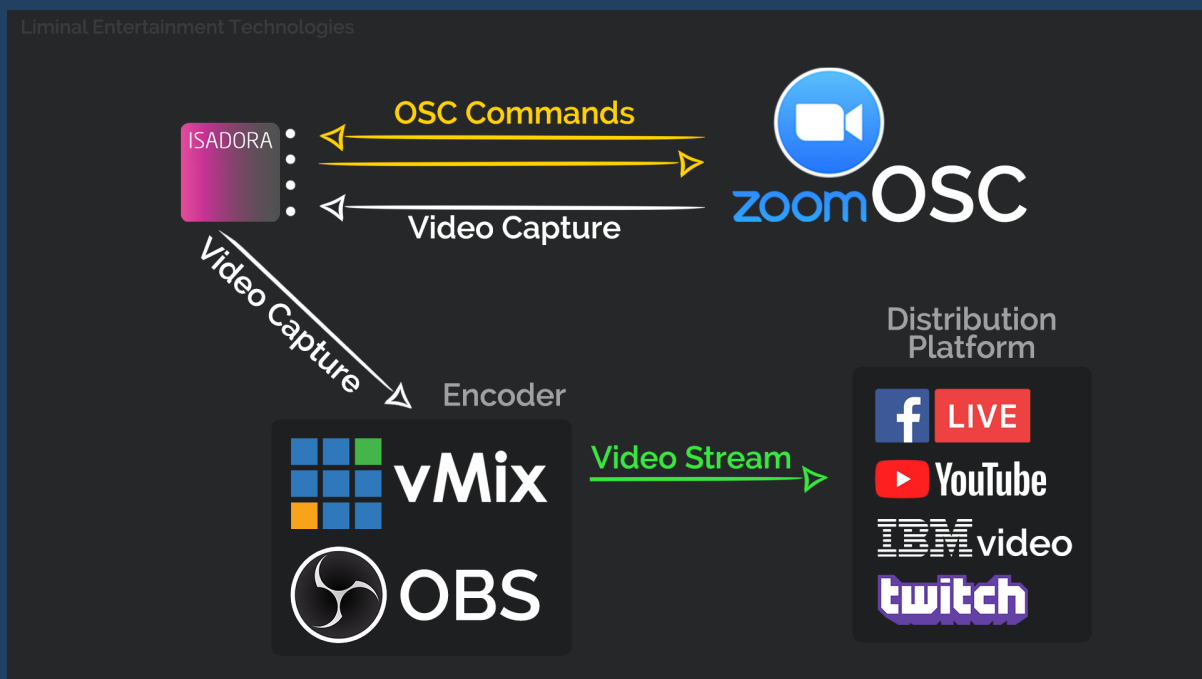 Liminal Entertainment Technologies
OSC Commands
ISADORA
zoomOSC
Video Capture
Video Capture
Distribution
Platform
Encoder
f LIVE
vMix
Video Stream
YouTube
IBM video
OBS
twitch